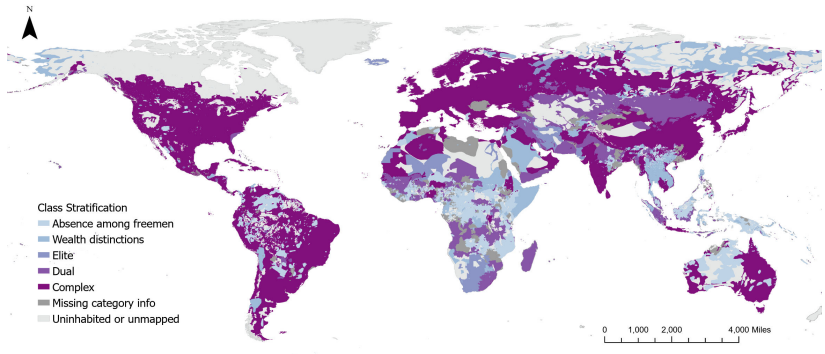 N
Class Stratification
Absence among freemen
Wealth distinctions
Elite
Dual
Complex
Missing category info
Uninhabited or unmapped
0 1,000 2,000 4,000 Miles